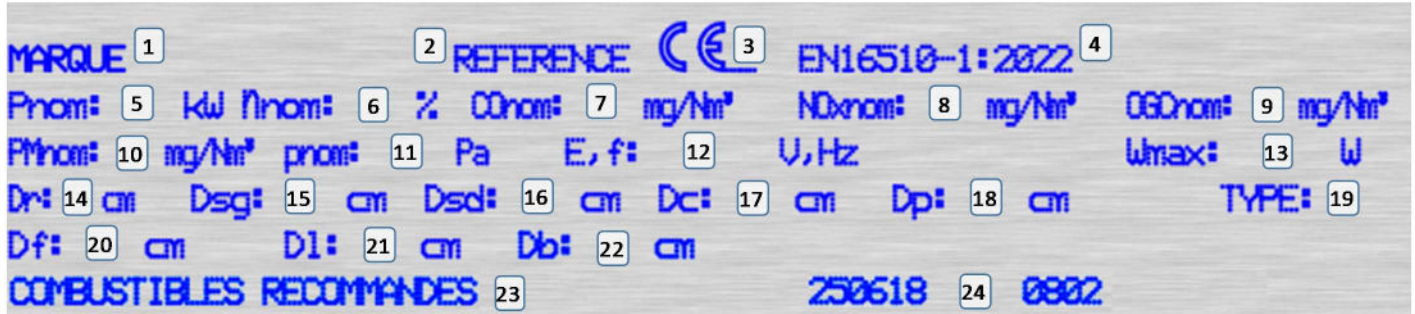 MARQUE 1 2 REFERENCE CE 3 EN16510-1:2022 4
Pnom: 5 kW ηnom: 6 % COnom: 7 mg/Nm³ NOxnom: 8 mg/Nm³ OGCnom: 9 mg/Nm³
PMnom: 10 mg/Nm³ pnom: 11 Pa E,f: 12 V,Hz Wmax: 13 W
Dr: 14 cm Dsg: 15 cm Dsd: 16 cm Dc: 17 cm Dp: 18 cm TYPE: 19
Df: 20 cm Dl: 21 cm Db: 22 cm
COMBUSTIBLES RECOMMANDES 23 250618 24 0802